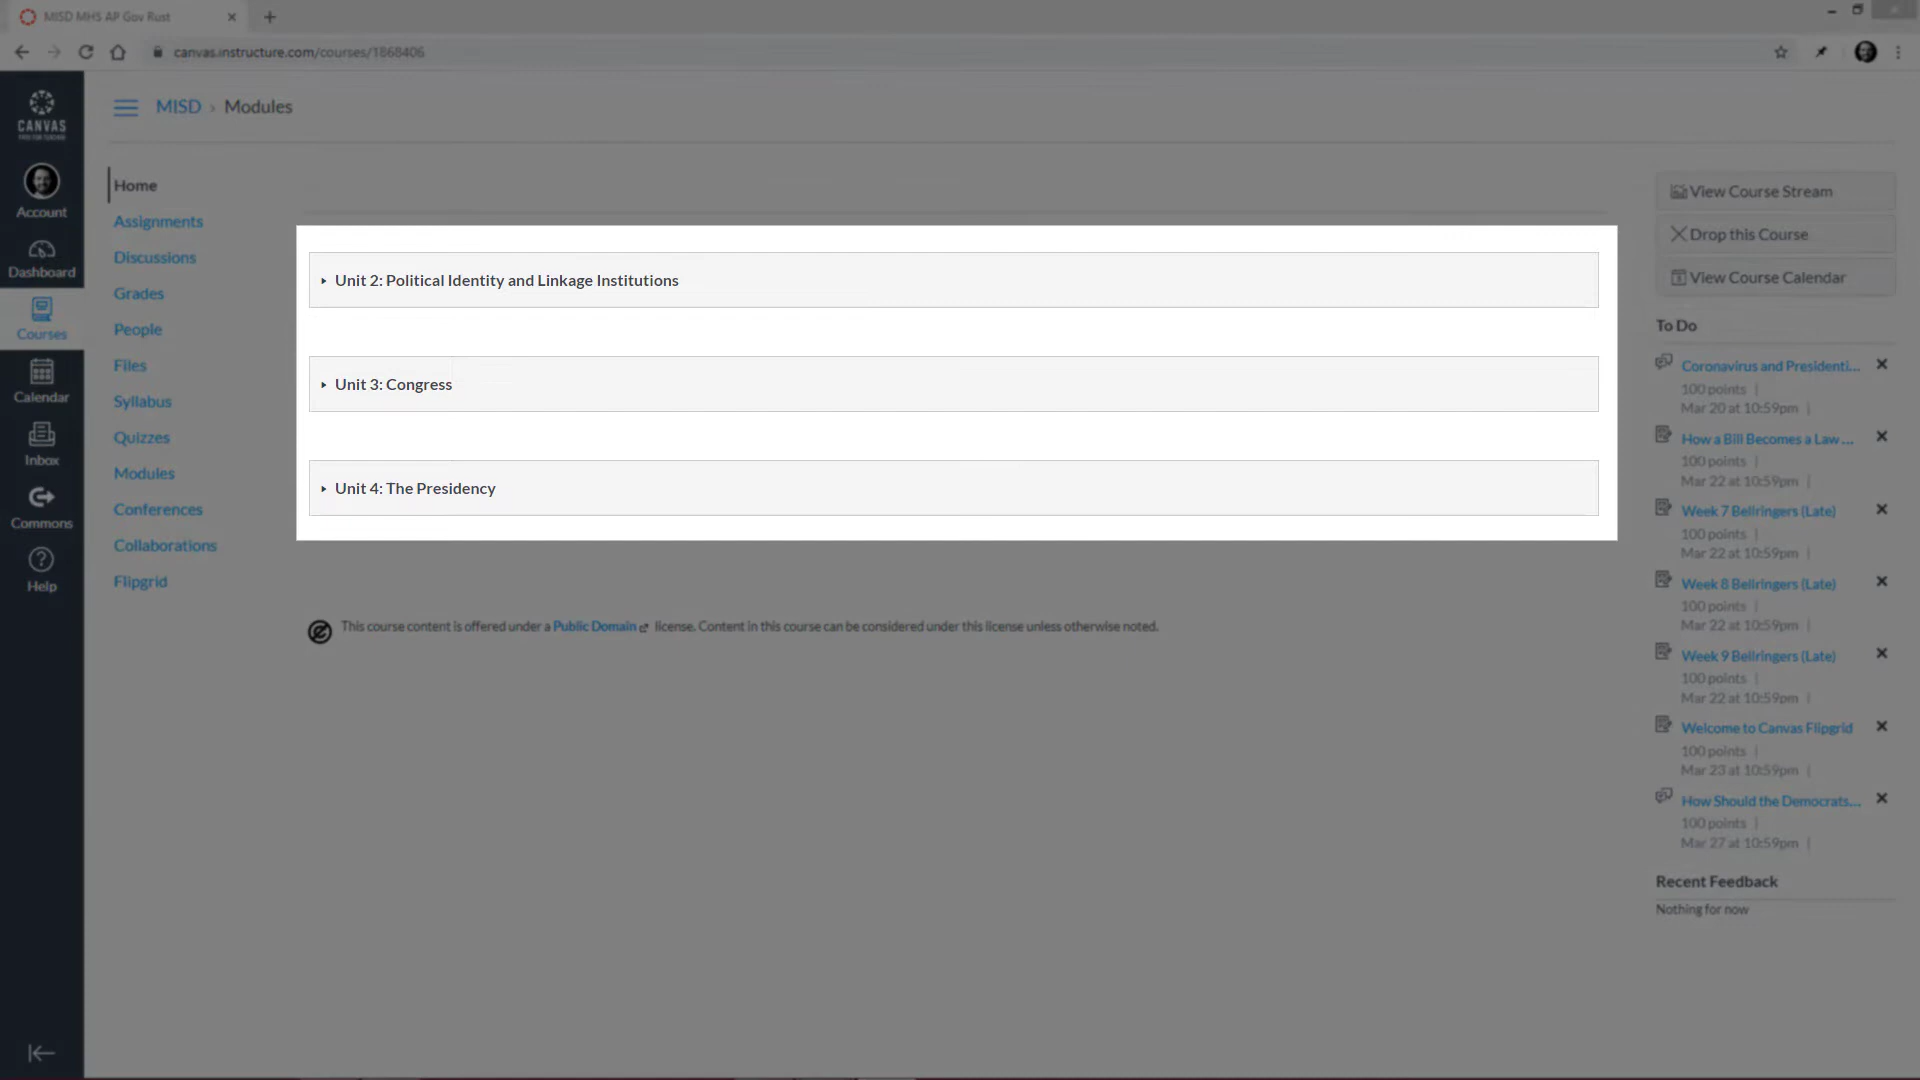 MISD MHS AP Gov Rust
canvas.instructure.com/courses/1868406
CANVAS
MISD › Modules
Account
Dashboard
Courses
Calendar
Inbox
Commons
Help
Home
Assignments
Discussions
Grades
People
Files
Syllabus
Quizzes
Modules
Conferences
Collaborations
Flipgrid
Unit 2: Political Identity and Linkage Institutions
Unit 3: Congress
Unit 4: The Presidency
This course content is offered under a Public Domain license. Content in this course can be considered under this license unless otherwise noted.
View Course Stream
Drop this Course
View Course Calendar
To Do
Coronavirus and Presidenti...
100 points |
Mar 20 at 10:59pm |
How a Bill Becomes a Law ...
100 points |
Mar 22 at 10:59pm |
Week 7 Bellringers (Late)
100 points |
Mar 22 at 10:59pm |
Week 8 Bellringers (Late)
100 points |
Mar 22 at 10:59pm |
Week 9 Bellringers (Late)
100 points |
Mar 22 at 10:59pm |
Welcome to Canvas Flipgrid
100 points |
Mar 23 at 10:59pm |
How Should the Democrats...
100 points |
Mar 27 at 10:59pm |
Recent Feedback
Nothing for now